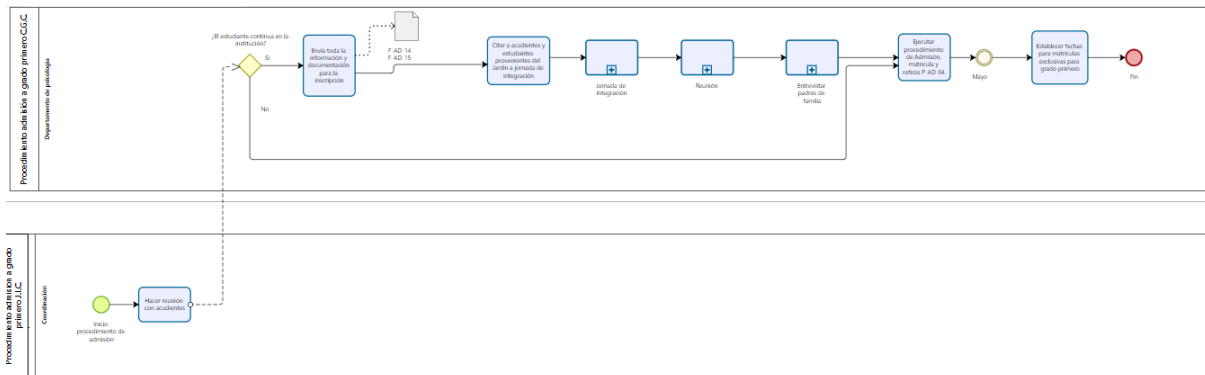 Procedimiento admisión a grado primero C.G.C.
Departamento de psicología
¿El estudiante continua en la
institución?
Si
No
Envía toda la
información y
documentación
para la
inscripción
F AD 14
F AD 15
Citar a acudientes y
estudiantes
provenientes del
Jardín a jornada de
integración
Jornada de
integración
Reunión
Entrevistar
padres de
familia
Ejecutar
procedimiento
de Admisión,
matrícula y
retiros P-AD-04.
Mayo
Establecer fechas
para matrículas
exclusivas para
grado primero
Fin
Procedimiento admision a grado
primero J.I.C.
Coordinación
Inicio
procedimiento de
admisión
Hacer reunión
con acudientes